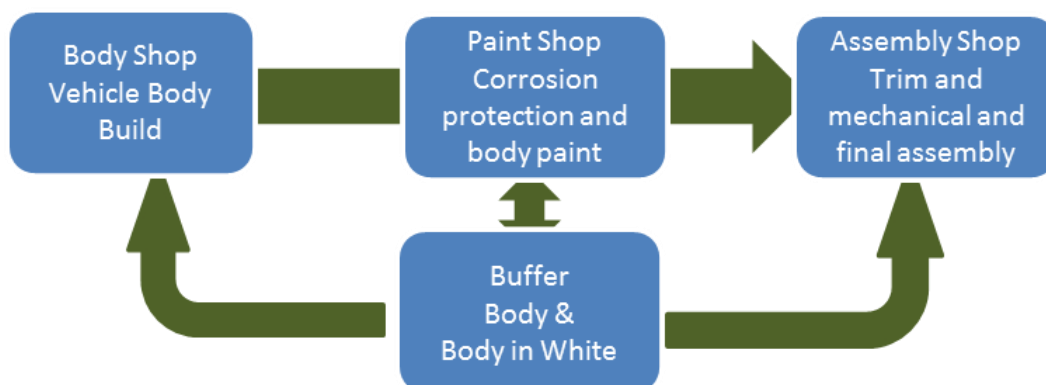 Body Shop
Vehicle Body
Build
Paint Shop
Corrosion
protection and
body paint
Assembly Shop
Trim and
mechanical and
final assembly
Buffer
Body &
Body in White